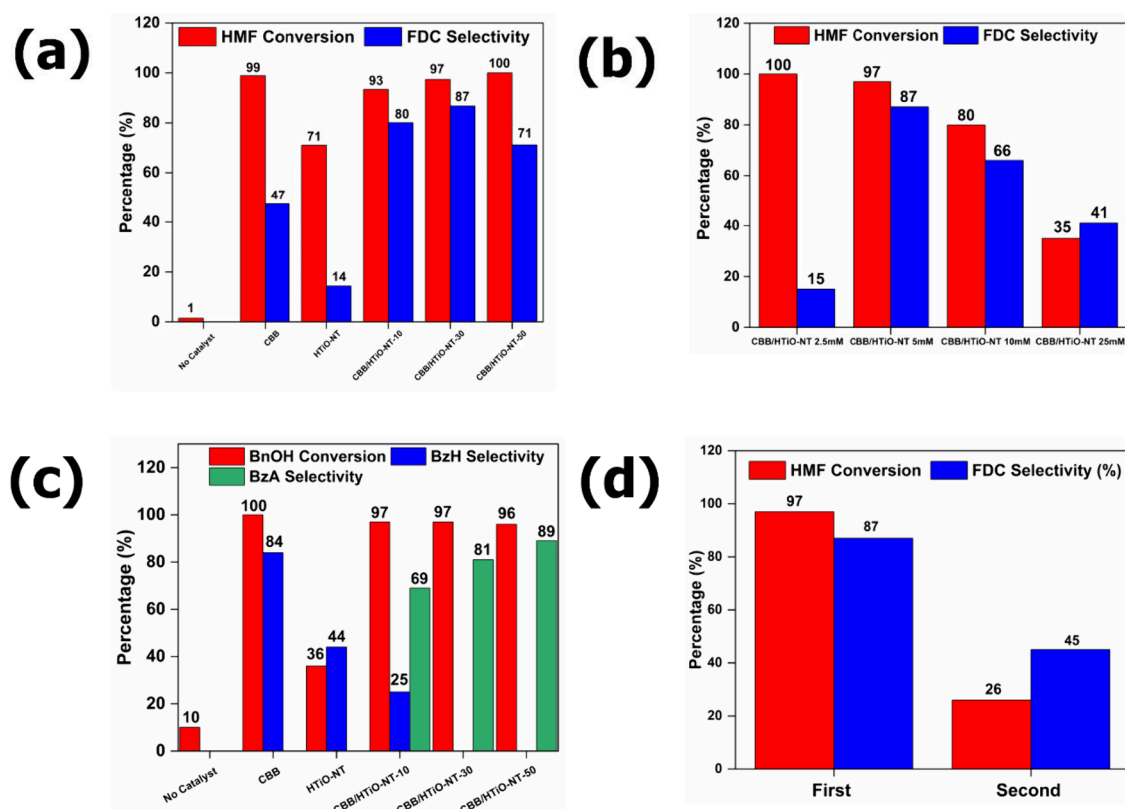 (a)
HMF Conversion FDC Selectivity
Percentage (%)
120
100
80
60
40
20
0
1
99
47
71
14
93
80
97
87
100
71
No Catalyst
CBB
HTiO-NT
CBB/HTiO-NT-10
CBB/HTiO-NT-30
CBB/HTiO-NT-50
(b)
HMF Conversion FDC Selectivity
Percentage (%)
120
100
80
60
40
20
0
100
15
97
87
80
66
35
41
CBB/HTiO-NT 2.5mM CBB/HTiO-NT 5mM CBB/HTiO-NT 10mM CBB/HTiO-NT 25mM
(c)
BnOH Conversion BzH Selectivity
BzA Selectivity
Percentage (%)
120
100
80
60
40
20
0
10
100
84
36
44
97
25
69
97
81
96
89
No Catalyst
CBB
HTiO-NT
CBB/HTiO-NT-10
CBB/HTiO-NT-30
CBB/HTiO-NT-50
(d)
HMF Conversion FDC Selectivity (%)
Percentage (%)
120
100
80
60
40
20
0
97
87
26
45
First Second